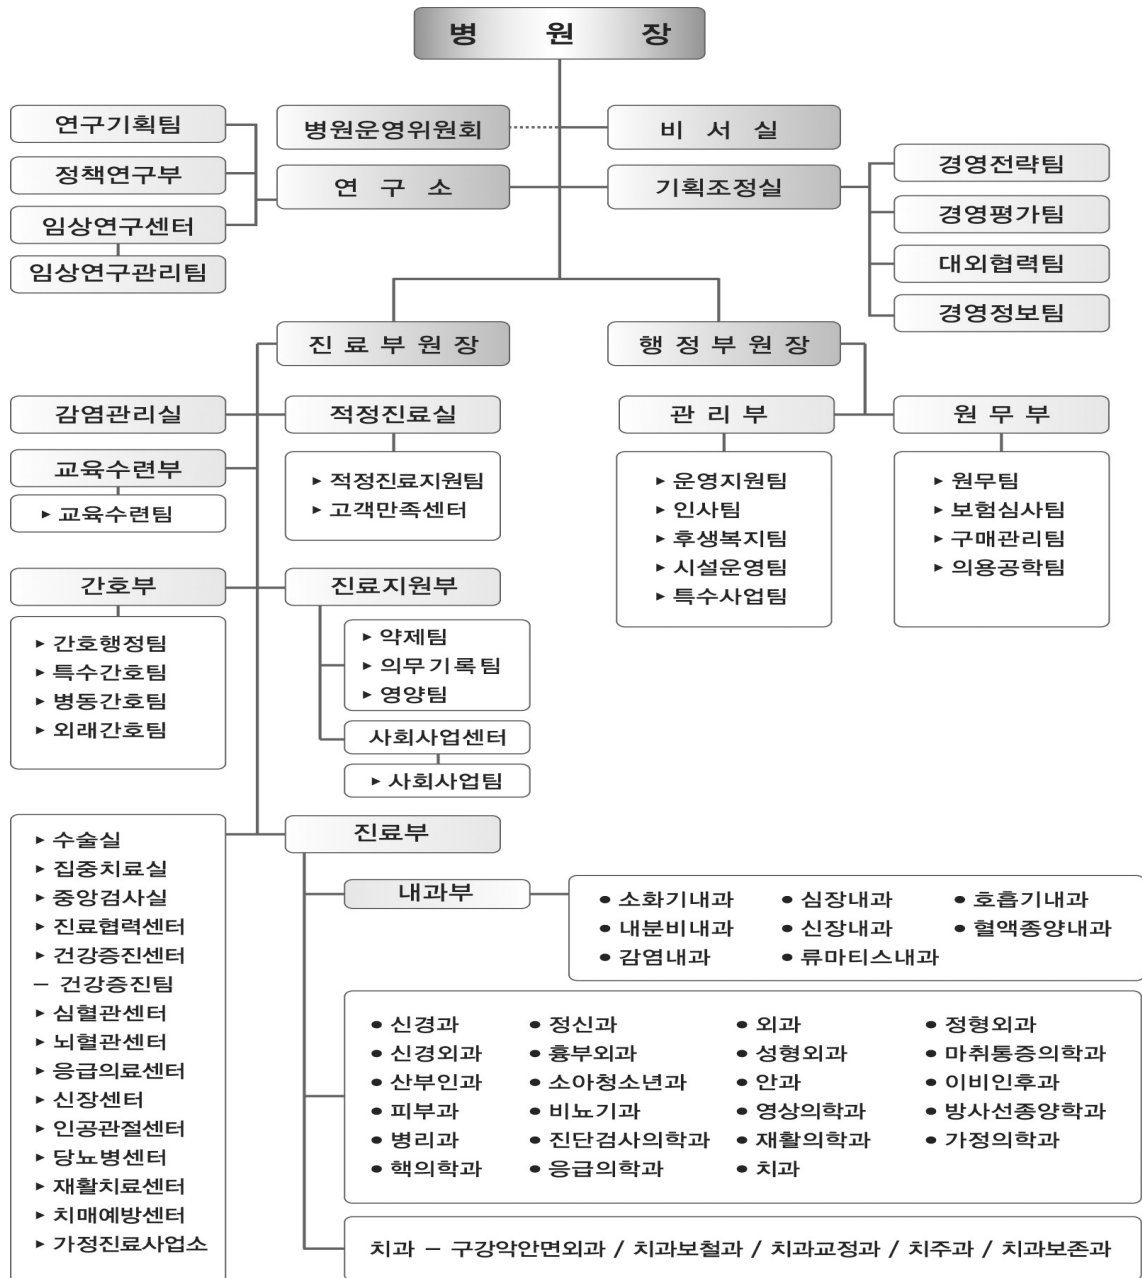 병 원 장
병원운영위원회
비 서 실
연 구 소
기획조정실
연구기획팀
정책연구부
임상연구센터
임상연구관리팀
경영전략팀
경영평가팀
대외협력팀
경영정보팀
진 료 부 원 장
행 정 부 원 장
감염관리실
적정진료실
관 리 부
원 무 부
교육수련부
▸ 교육수련팀
▸ 적정진료지원팀
▸ 고객만족센터
▸ 운영지원팀
▸ 인사팀
▸ 후생복지팀
▸ 시설운영팀
▸ 특수사업팀
▸ 원무팀
▸ 보험심사팀
▸ 구매관리팀
▸ 의용공학팀
간호부
▸ 간호행정팀
▸ 특수간호팀
▸ 병동간호팀
▸ 외래간호팀
진료지원부
▸ 약제팀
▸ 의무기록팀
▸ 영양팀
사회사업센터
▸ 사회사업팀
▸ 수술실
▸ 집중치료실
▸ 중앙검사실
▸ 진료협력센터
▸ 건강증진센터
– 건강증진팀
▸ 심혈관센터
▸ 뇌혈관센터
▸ 응급의료센터
▸ 신장센터
▸ 인공관절센터
▸ 당뇨병센터
▸ 재활치료센터
▸ 치매예방센터
▸ 가정진료사업소
진료부
내과부
● 소화기내과 ● 심장내과 ● 호흡기내과
● 내분비내과 ● 신장내과 ● 혈액종양내과
● 감염내과 ● 류마티스내과
● 신경과 ● 정신과 ● 외과 ● 정형외과
● 신경외과 ● 흉부외과 ● 성형외과 ● 마취통증의학과
● 산부인과 ● 소아청소년과 ● 안과 ● 이비인후과
● 피부과 ● 비뇨기과 ● 영상의학과 ● 방사선종양학과
● 병리과 ● 진단검사의학과 ● 재활의학과 ● 가정의학과
● 핵의학과 ● 응급의학과 ● 치과
치과 – 구강악안면외과 / 치과보철과 / 치과교정과 / 치주과 / 치과보존과